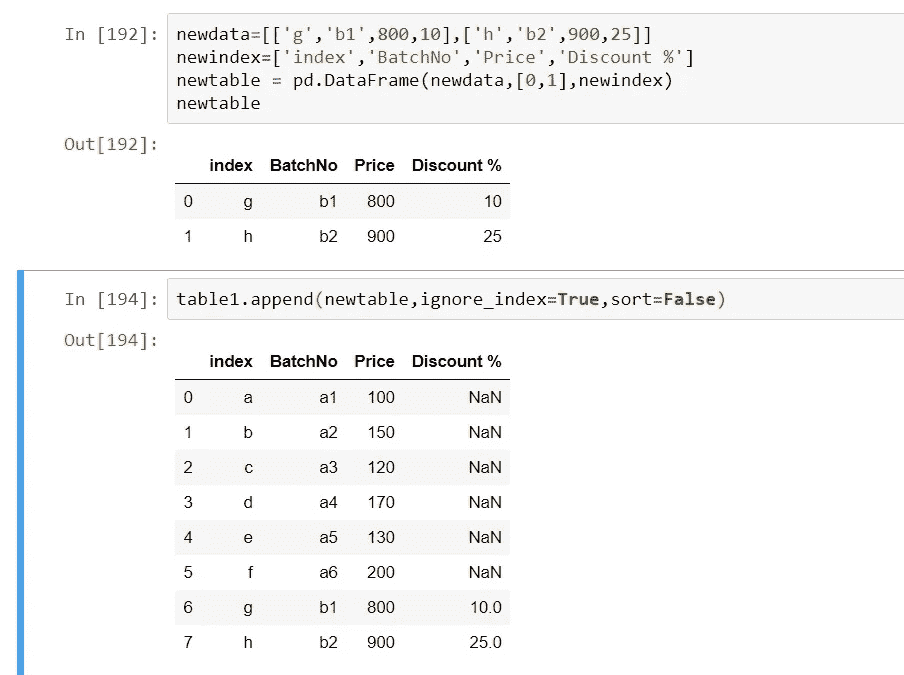 In [192]: newdata=[['g','b1',800,10],['h','b2',900,25]]
newindex=['index','BatchNo','Price','Discount %']
newtable = pd.DataFrame(newdata,[0,1],newindex)
newtable
Out[192]:
index BatchNo Price Discount %
0 g b1 800 10
1 h b2 900 25
In [194]: table1.append(newtable,ignore_index=True,sort=False)
Out[194]:
index BatchNo Price Discount %
0 a a1 100 NaN
1 b a2 150 NaN
2 c a3 120 NaN
3 d a4 170 NaN
4 e a5 130 NaN
5 f a6 200 NaN
6 g b1 800 10.0
7 h b2 900 25.0